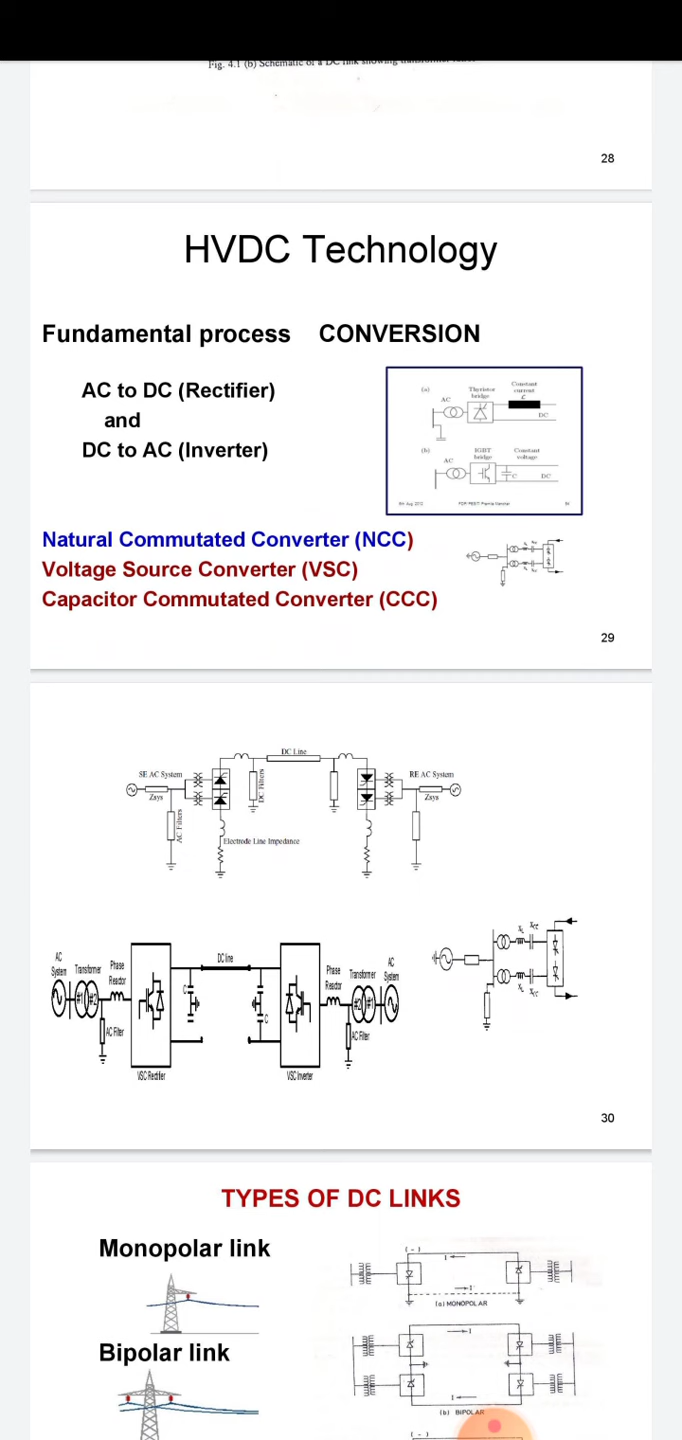 Fig. 4.1 (b) Schematic of a DC link showing
28
HVDC Technology
Fundamental process CONVERSION
AC to DC (Rectifier)
and
DC to AC (Inverter)
(a)
AC
Thyristor
bridge
Constant
current
DC
(b)
AC
IGBT
bridge
Constant
voltage
C
DC
Natural Commutated Converter (NCC)
Voltage Source Converter (VSC)
Capacitor Commutated Converter (CCC)
29
DC Line
SE AC System
Zsys
AC Filters
DC Filters
RE AC System
Zsys
Electrode Line Impedance
AC
System
Transformer
Phase
Reactor
#1
#2
AC Filter
VSC Rectifier
C
DC line
C
VSC Inverter
Phase
Reactor
Transformer
AC
System
#2
#1
AC Filter
30
TYPES OF DC LINKS
Monopolar link
(-)
I
I
(a) MONOPOLAR
Bipolar link
I
I
(b) BIPOLAR
(-)